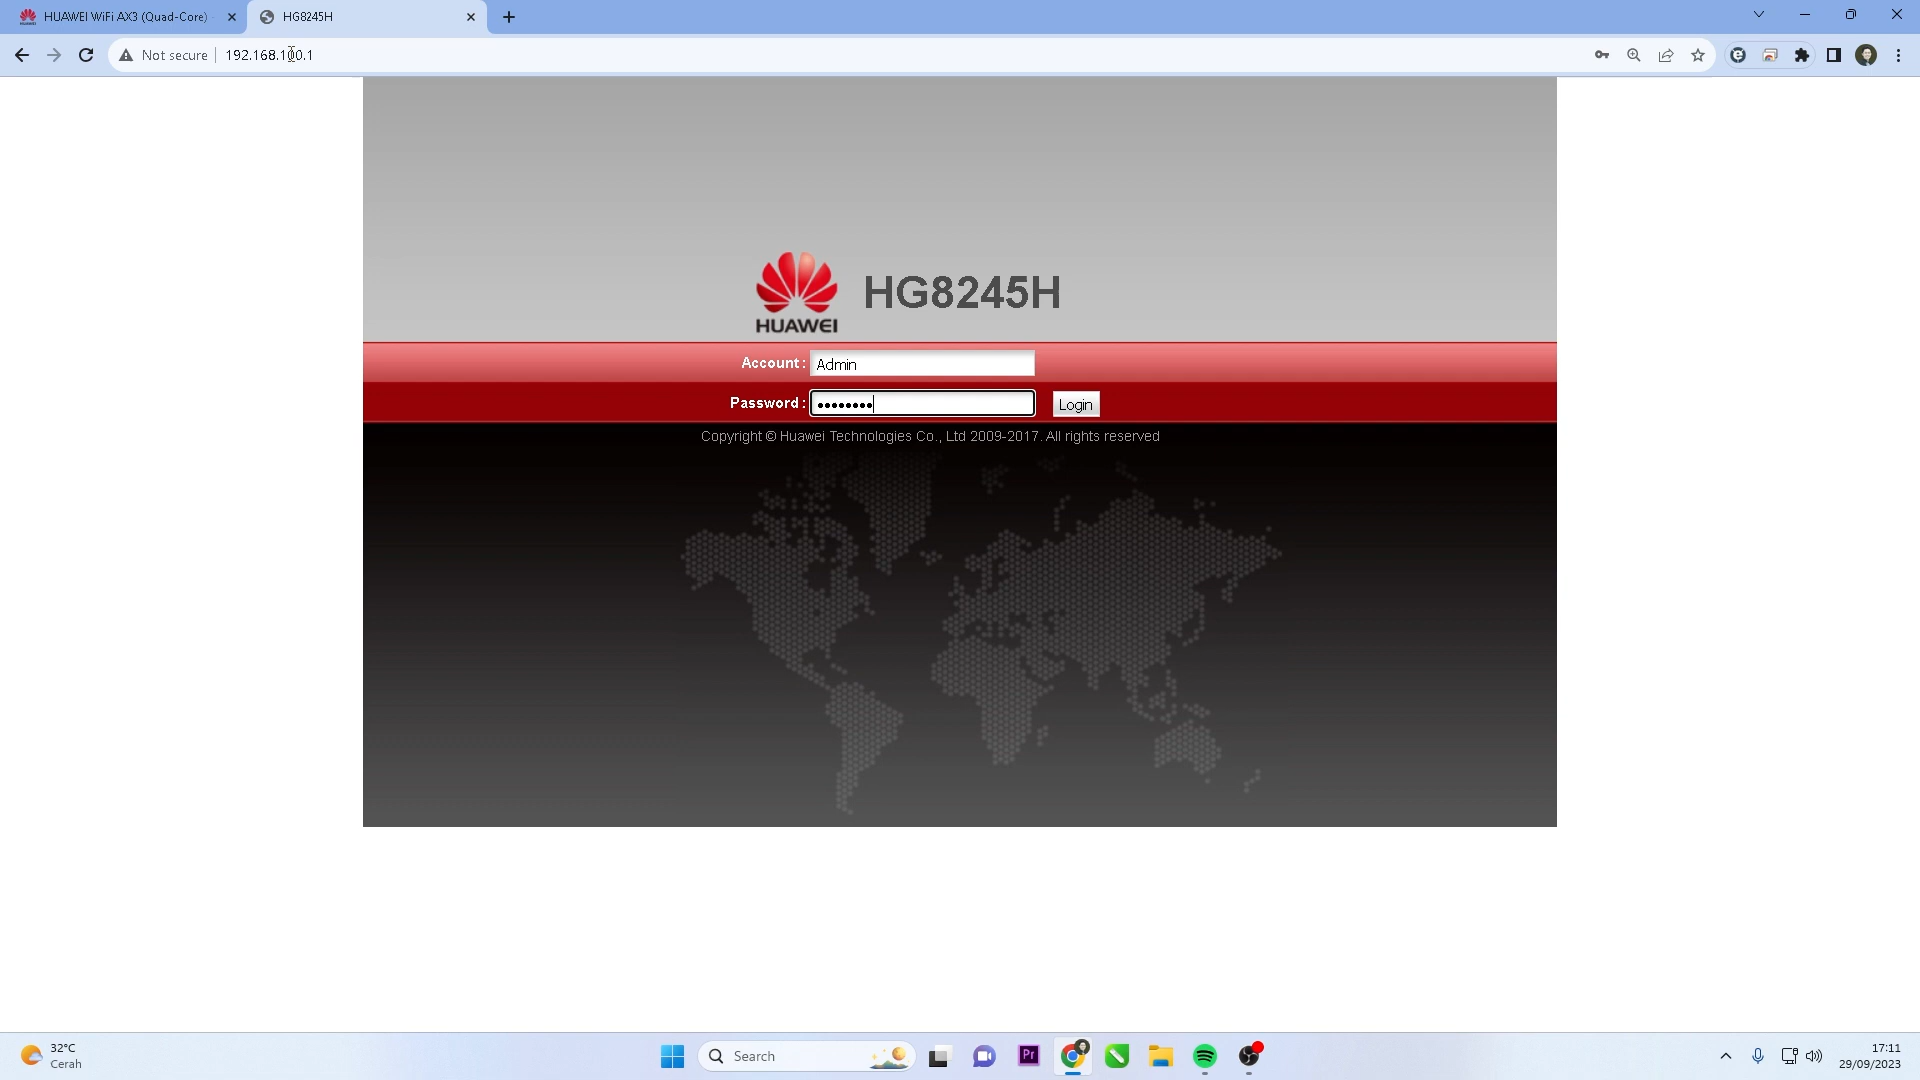 HUAWEI WiFi AX3 (Quad-Core)
HG8245H
Not secure
192.168.100.1
HUAWEI
HG8245H
Account :
Admin
Password :
••••••••
Login
Copyright © Huawei Technologies Co., Ltd 2009-2017. All rights reserved
32°C
Cerah
Search
Pr
17:11
29/09/2023